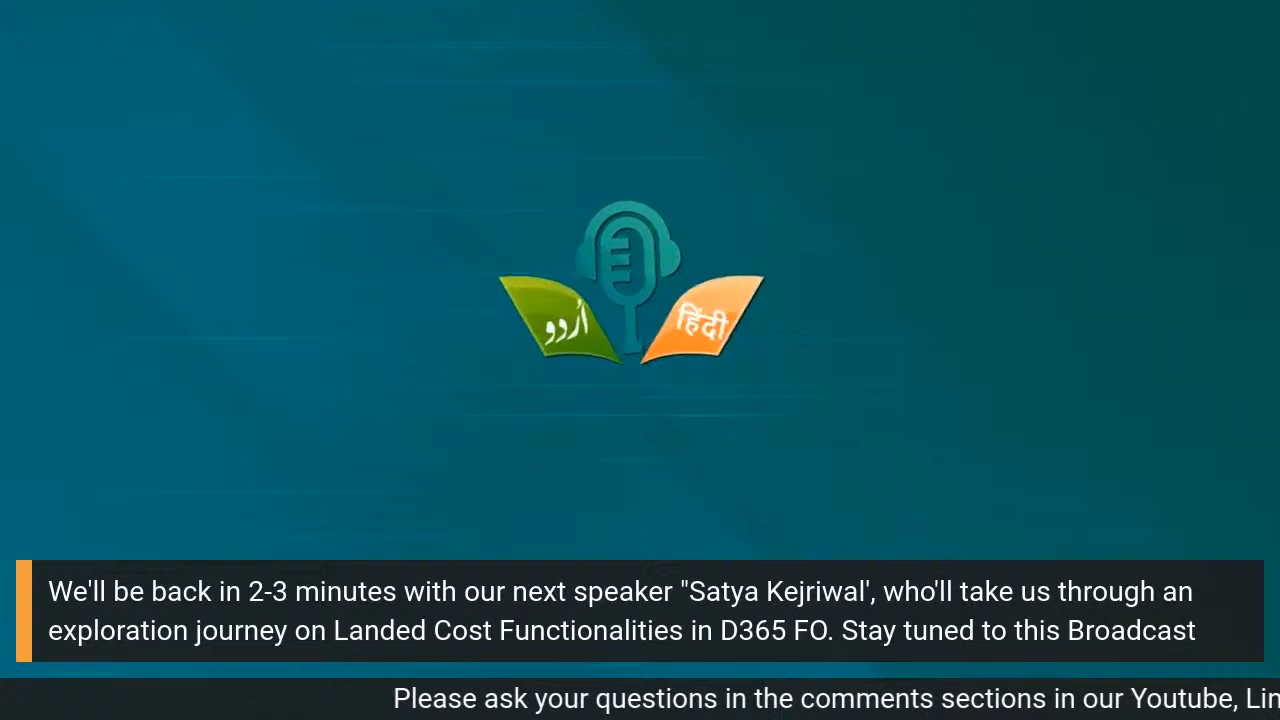 اُردو
हिंदी
We'll be back in 2-3 minutes with our next speaker "Satya Kejriwal', who'll take us through an
exploration journey on Landed Cost Functionalities in D365 FO. Stay tuned to this Broadcast
Please ask your questions in the comments sections in our Youtube, Lin